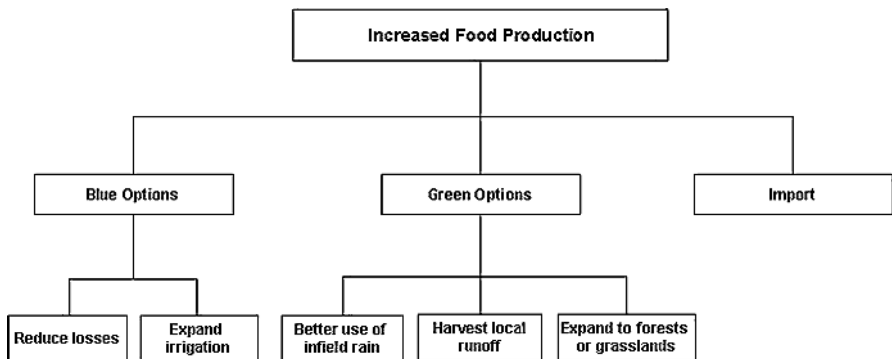 Increased Food Production
Blue Options
Green Options
Import
Reduce losses
Expand
irrigation
Better use of
infield rain
Harvest local
runoff
Expand to forests
or grasslands